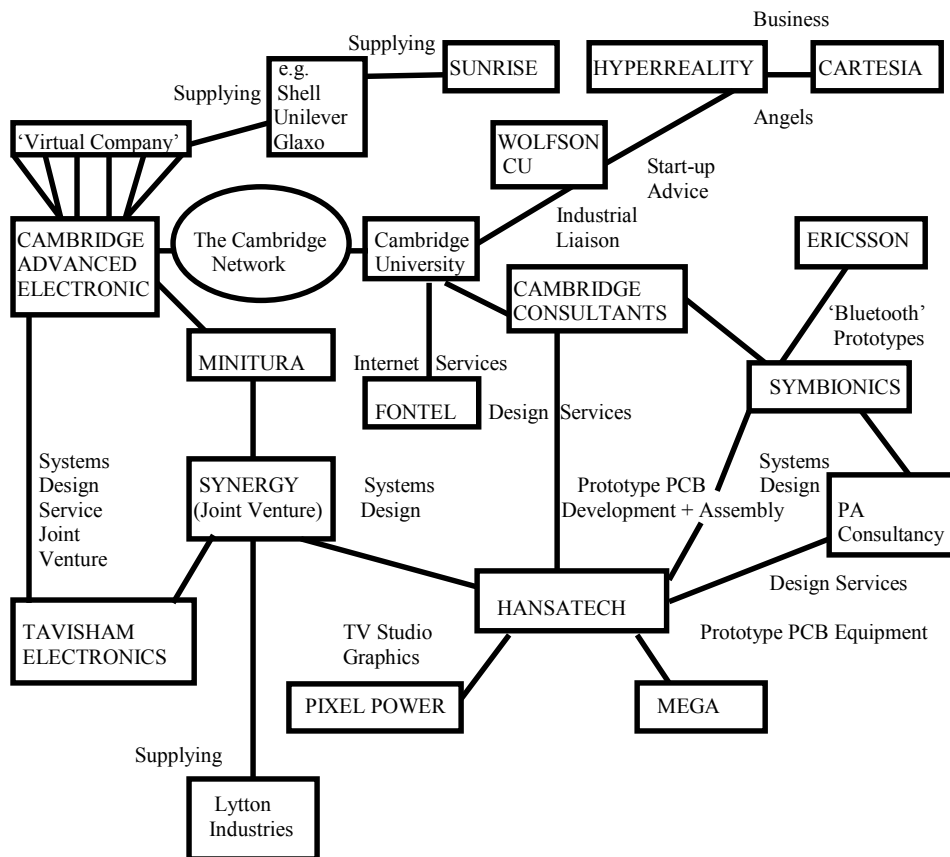 Business
Supplying
e.g.
Shell
Unilever
Glaxo
SUNRISE
HYPERREALITY
CARTESIA
Supplying
Angels
'Virtual Company'
WOLFSON
CU
Start-up
Advice
Industrial
Liaison
CAMBRIDGE
ADVANCED
ELECTRONIC
The Cambridge
Network
Cambridge
University
ERICSSON
CAMBRIDGE
CONSULTANTS
'Bluetooth'
Prototypes
MINITURA
Internet Services
SYMBIONICS
FONTEL
Design Services
Systems
Design
Service
Joint
Venture
SYNERGY
(Joint Venture)
Systems
Design
Prototype PCB
Development + Assembly
Systems
Design
PA
Consultancy
Design Services
HANSATECH
TAVISHAM
ELECTRONICS
TV Studio
Graphics
Prototype PCB Equipment
PIXEL POWER
MEGA
Supplying
Lytton
Industries